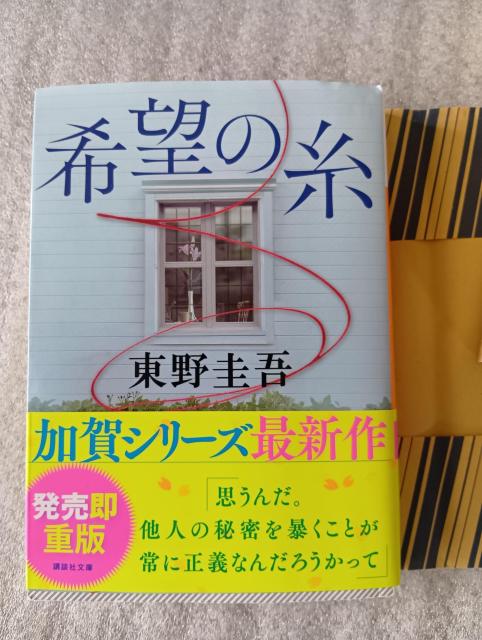 希望の糸
東野圭吾
加賀シリーズ最新作
発売即
重版
講談社文庫
「思うんだ。
他人の秘密を暴くことが
常に正義なんだろうかって」